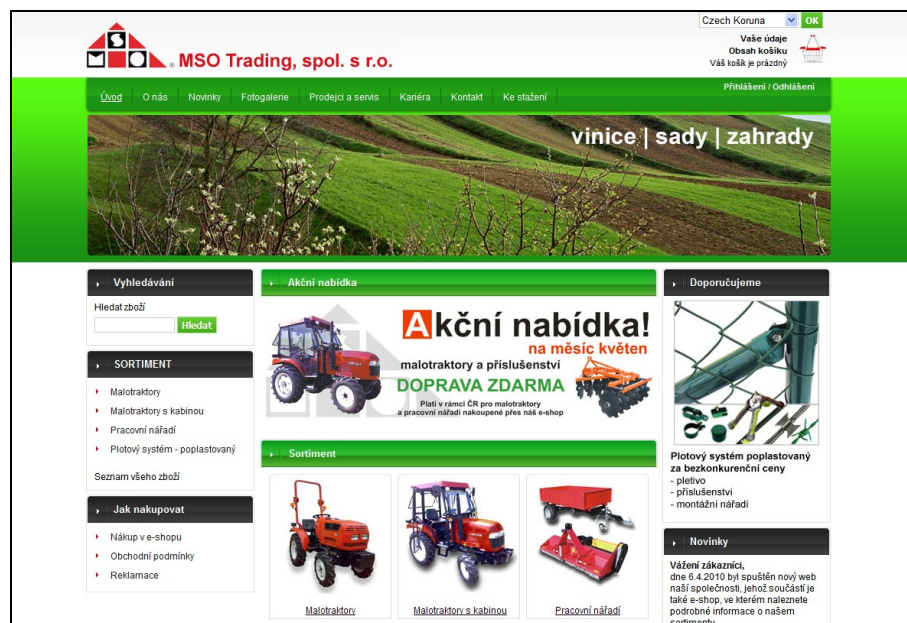 Czech Koruna OK
Vaše údaje
Obsah košíku
Váš košík je prázdný
MSO Trading, spol. s r.o.
Přihlášení / Odhlášení
Úvod O nás Novinky Fotogalerie Prodejci a servis Kariéra Kontakt Ke stažení
vinice | sady | zahrady
Vyhledávání
Hledat zboží
Hledat
SORTIMENT
Malotraktory
Malotraktory s kabinou
Pracovní nářadí
Plotový systém - poplastovaný
Seznam všeho zboží
Jak nakupovat
Nákup v e-shopu
Obchodní podmínky
Reklamace
Akční nabídka
Akční nabídka!
na měsíc květen
malotraktory a příslušenství
DOPRAVA ZDARMA
Platí v rámci ČR pro malotraktory
a pracovní nářadí nakoupené přes náš e-shop
Sortiment
Malotraktory
Malotraktory s kabinou
Pracovní nářadí
Doporučujeme
Plotový systém poplastovaný
za bezkonkurenční ceny
- pletivo
- příslušenství
- montážní nářadí
Novinky
Vážení zákazníci,
dne 6.4.2010 byl spuštěn nový web
naší společnosti, jehož součástí je
také e-shop, ve kterém naleznete
podrobné informace o našem